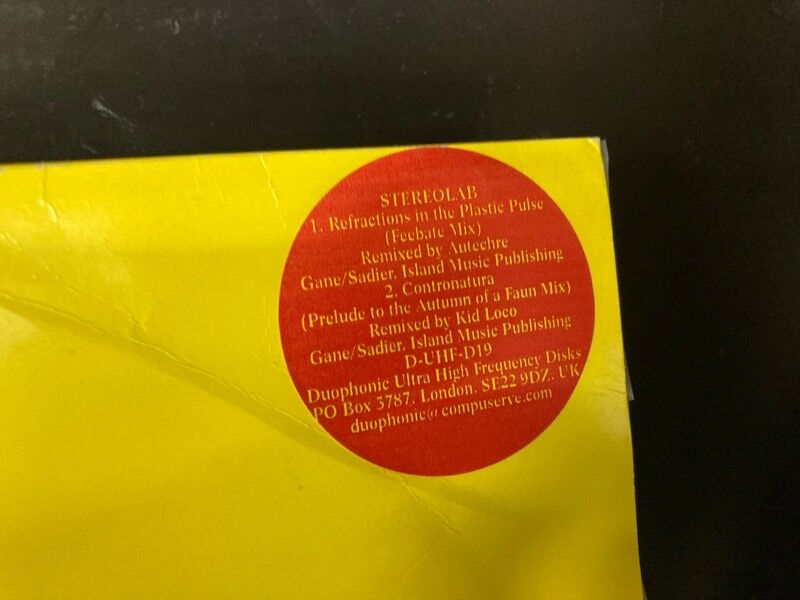 STEREOLAB
1. Refractions in the Plastic Pulse
(Feebate Mix)
Remixed by Autechre
Gane/Sadier. Island Music Publishing
2. Contronatura
(Prelude to the Autumn of a Faun Mix)
Remixed by Kid Loco
Gane/Sadier. Island Music Publishing
D-UHF-D19
Duophonic Ultra High Frequency Disks
PO Box 3787. London. SE22 9DZ. UK
duophonic@compuserve.com